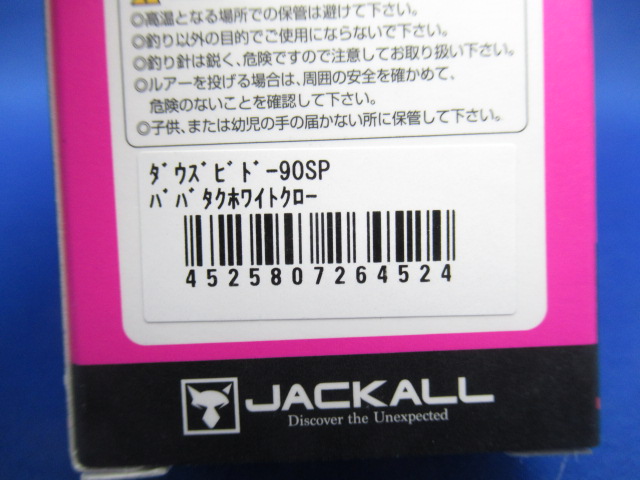 ◎高温となる場所での保管は避けて下さい。
◎釣り以外の目的でご使用にならないで下さい。
◎釣り針は鋭く、危険ですので注意してお取り扱い下さい。
◎ルアーを投げる場合は、周囲の安全を確かめて、
危険のないことを確認して下さい。
◎子供、または幼児の手の届かない所に保管して下さい。
ﾀﾞｳｽﾞﾋﾞﾄﾞｰ90SP
ﾊﾞﾊﾞﾀｸﾎﾜｲﾄｸﾛｰ
4525807264524
JACKALL
Discover the Unexpected